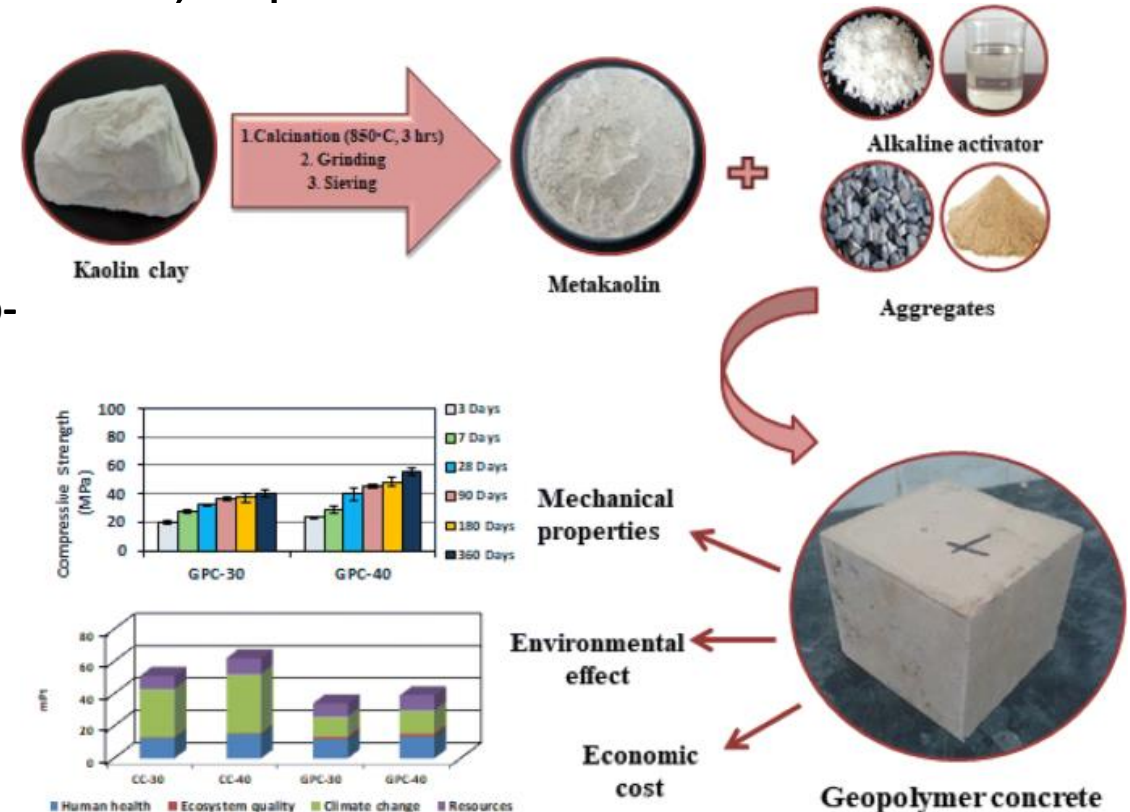 1.Calcination (850◦C, 3 hrs)
2. Grinding
3. Sieving
Kaolin clay
Metakaolin
Alkaline activator
Aggregates
Compressive Strength
(MPa)
100
80
60
40
20
0
GPC-30 GPC-40
3 Days
7 Days
28 Days
90 Days
180 Days
360 Days
Mechanical
properties
Environmental
effect
Economic
cost
mPt
80
60
40
20
0
CC-30 CC-40 GPC-30 GPC-40
Human health Ecosystem quality Climate change Resources
Geopolymer concrete